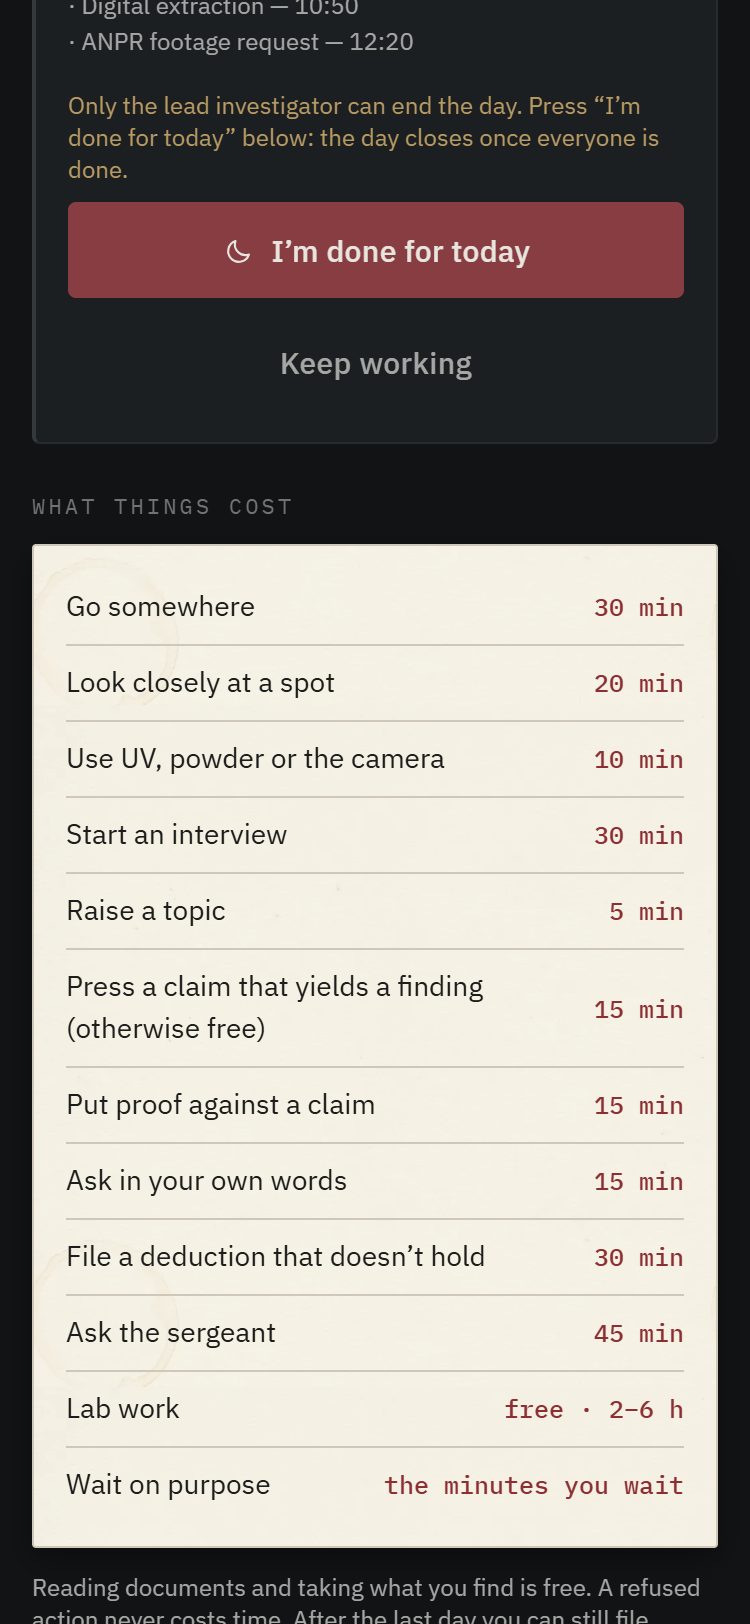 · Digital extraction — 10:50
· ANPR footage request — 12:20
Only the lead investigator can end the day. Press “I’m
done for today” below: the day closes once everyone is
done.
I’m done for today
Keep working
WHAT THINGS COST
Go somewhere 30 min
Look closely at a spot 20 min
Use UV, powder or the camera 10 min
Start an interview 30 min
Raise a topic 5 min
Press a claim that yields a finding
(otherwise free) 15 min
Put proof against a claim 15 min
Ask in your own words 15 min
File a deduction that doesn’t hold 30 min
Ask the sergeant 45 min
Lab work free · 2–6 h
Wait on purpose the minutes you wait
Reading documents and taking what you find is free. A refused
action never costs time. After the last day you can still file